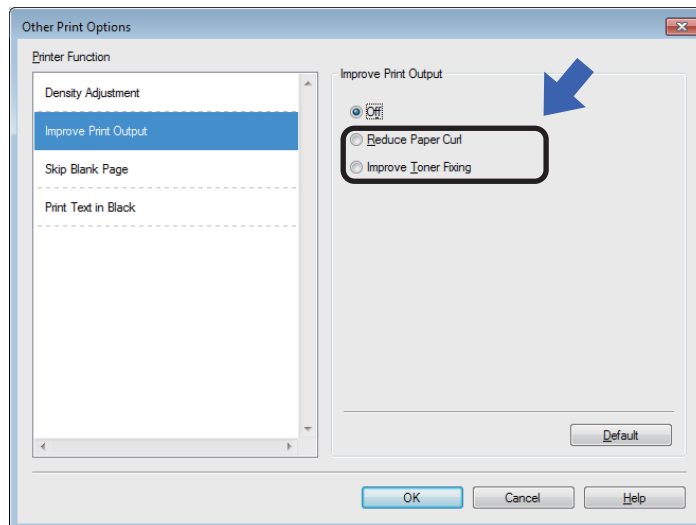 Other Print Options
Printer Function
Density Adjustment
Improve Print Output
Skip Blank Page
Print Text in Black
Improve Print Output
Off
Reduce Paper Curl
Improve Toner Fixing
Default
OK
Cancel
Help